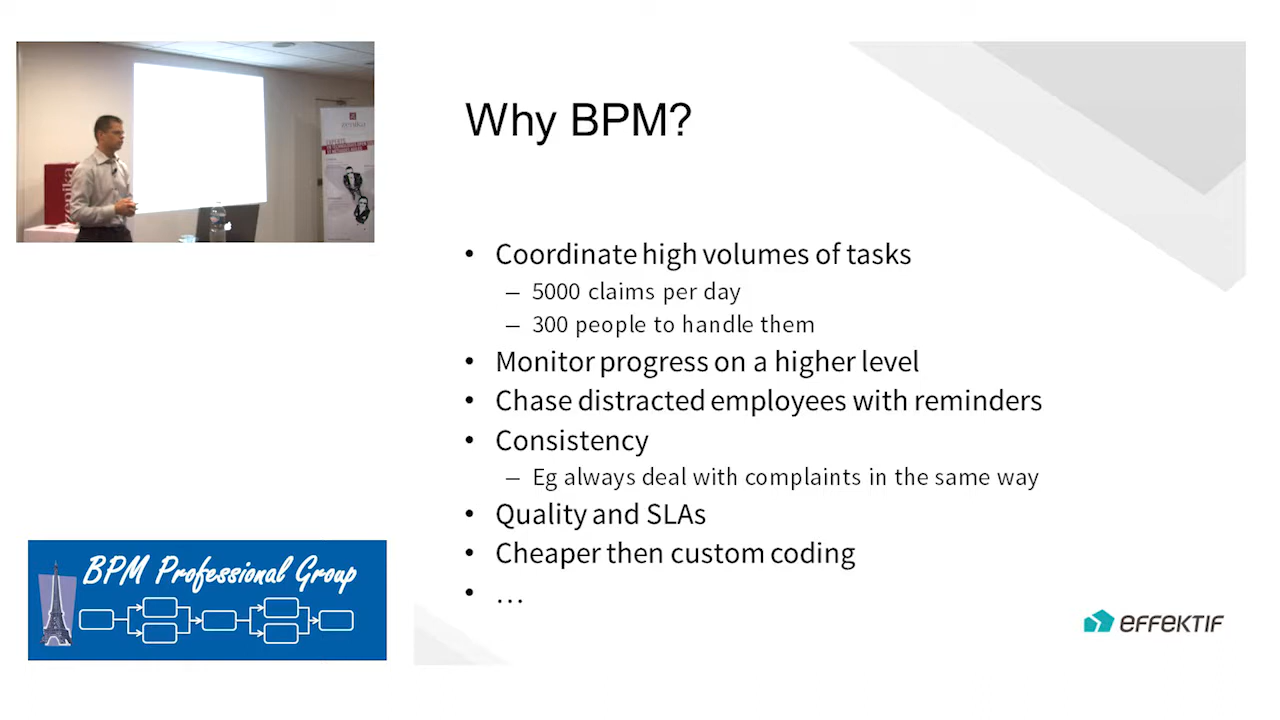 Why BPM?
• Coordinate high volumes of tasks
– 5000 claims per day
– 300 people to handle them
• Monitor progress on a higher level
• Chase distracted employees with reminders
• Consistency
– Eg always deal with complaints in the same way
• Quality and SLAs
• Cheaper then custom coding
• …
effektif
zenika
BPM Professional Group